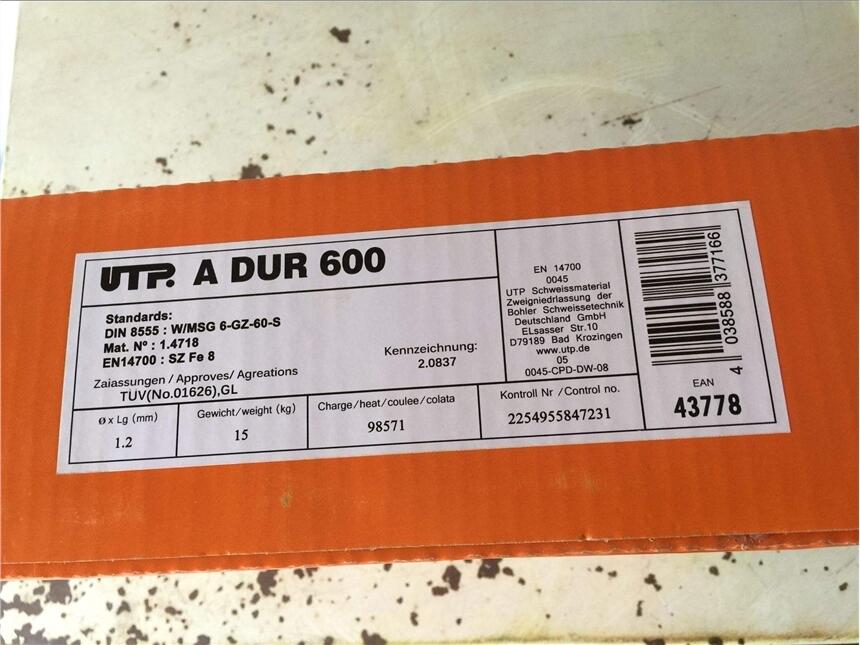 UTP. A DUR 600
Standards:
DIN 8555 : W/MSG 6-GZ-60-S
Mat. Nº : 1.4718
EN14700 : SZ Fe 8
Kennzeichnung:
2.0837
Zaiassungen / Approves/ Agreations
TUV(No.01626),GL
ø x Lg (mm)
1.2
Gewicht/weight (kg)
15
Charge/heat/coulee/colata
98571
Kontroll Nr /Control no.
2254955847231
EN 14700
0045
UTP Schweissmaterial
Zweigniedrlassung der
Bohler Schweissetechnik
Deutschland GmbH
ELsasser Str.10
D79189 Bad Krozingen
www.utp.de
05
0045-CPD-DW-08
4 038588 377166
EAN
43778